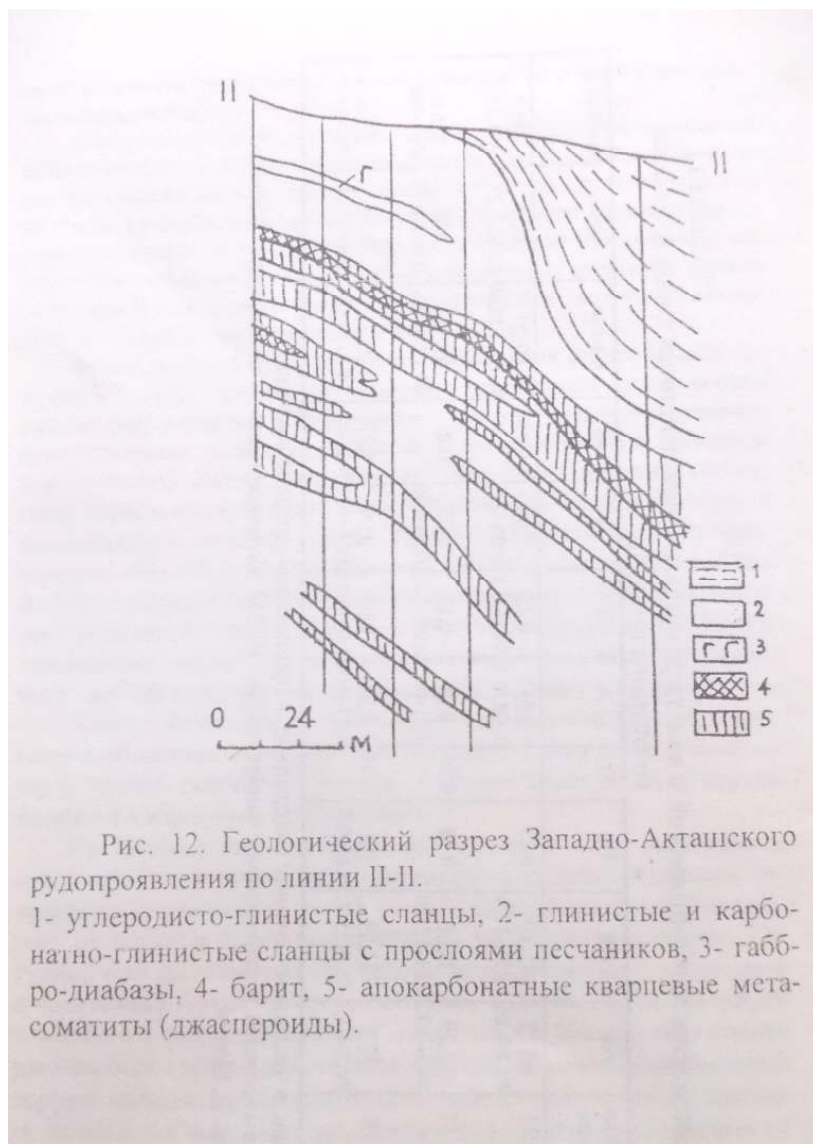 II
II
г
1
2
г г 3
4
5
0 24
М
Рис. 12. Геологический разрез Западно-Акташского
рудопроявления по линии II-II.
1- углеродисто-глинистые сланцы, 2- глинистые и карбо-
натно-глинистые сланцы с прослоями песчаников, 3- габб-
ро-диабазы, 4- барит, 5- апокарбонатные кварцевые мета-
соматиты (джаспероиды).